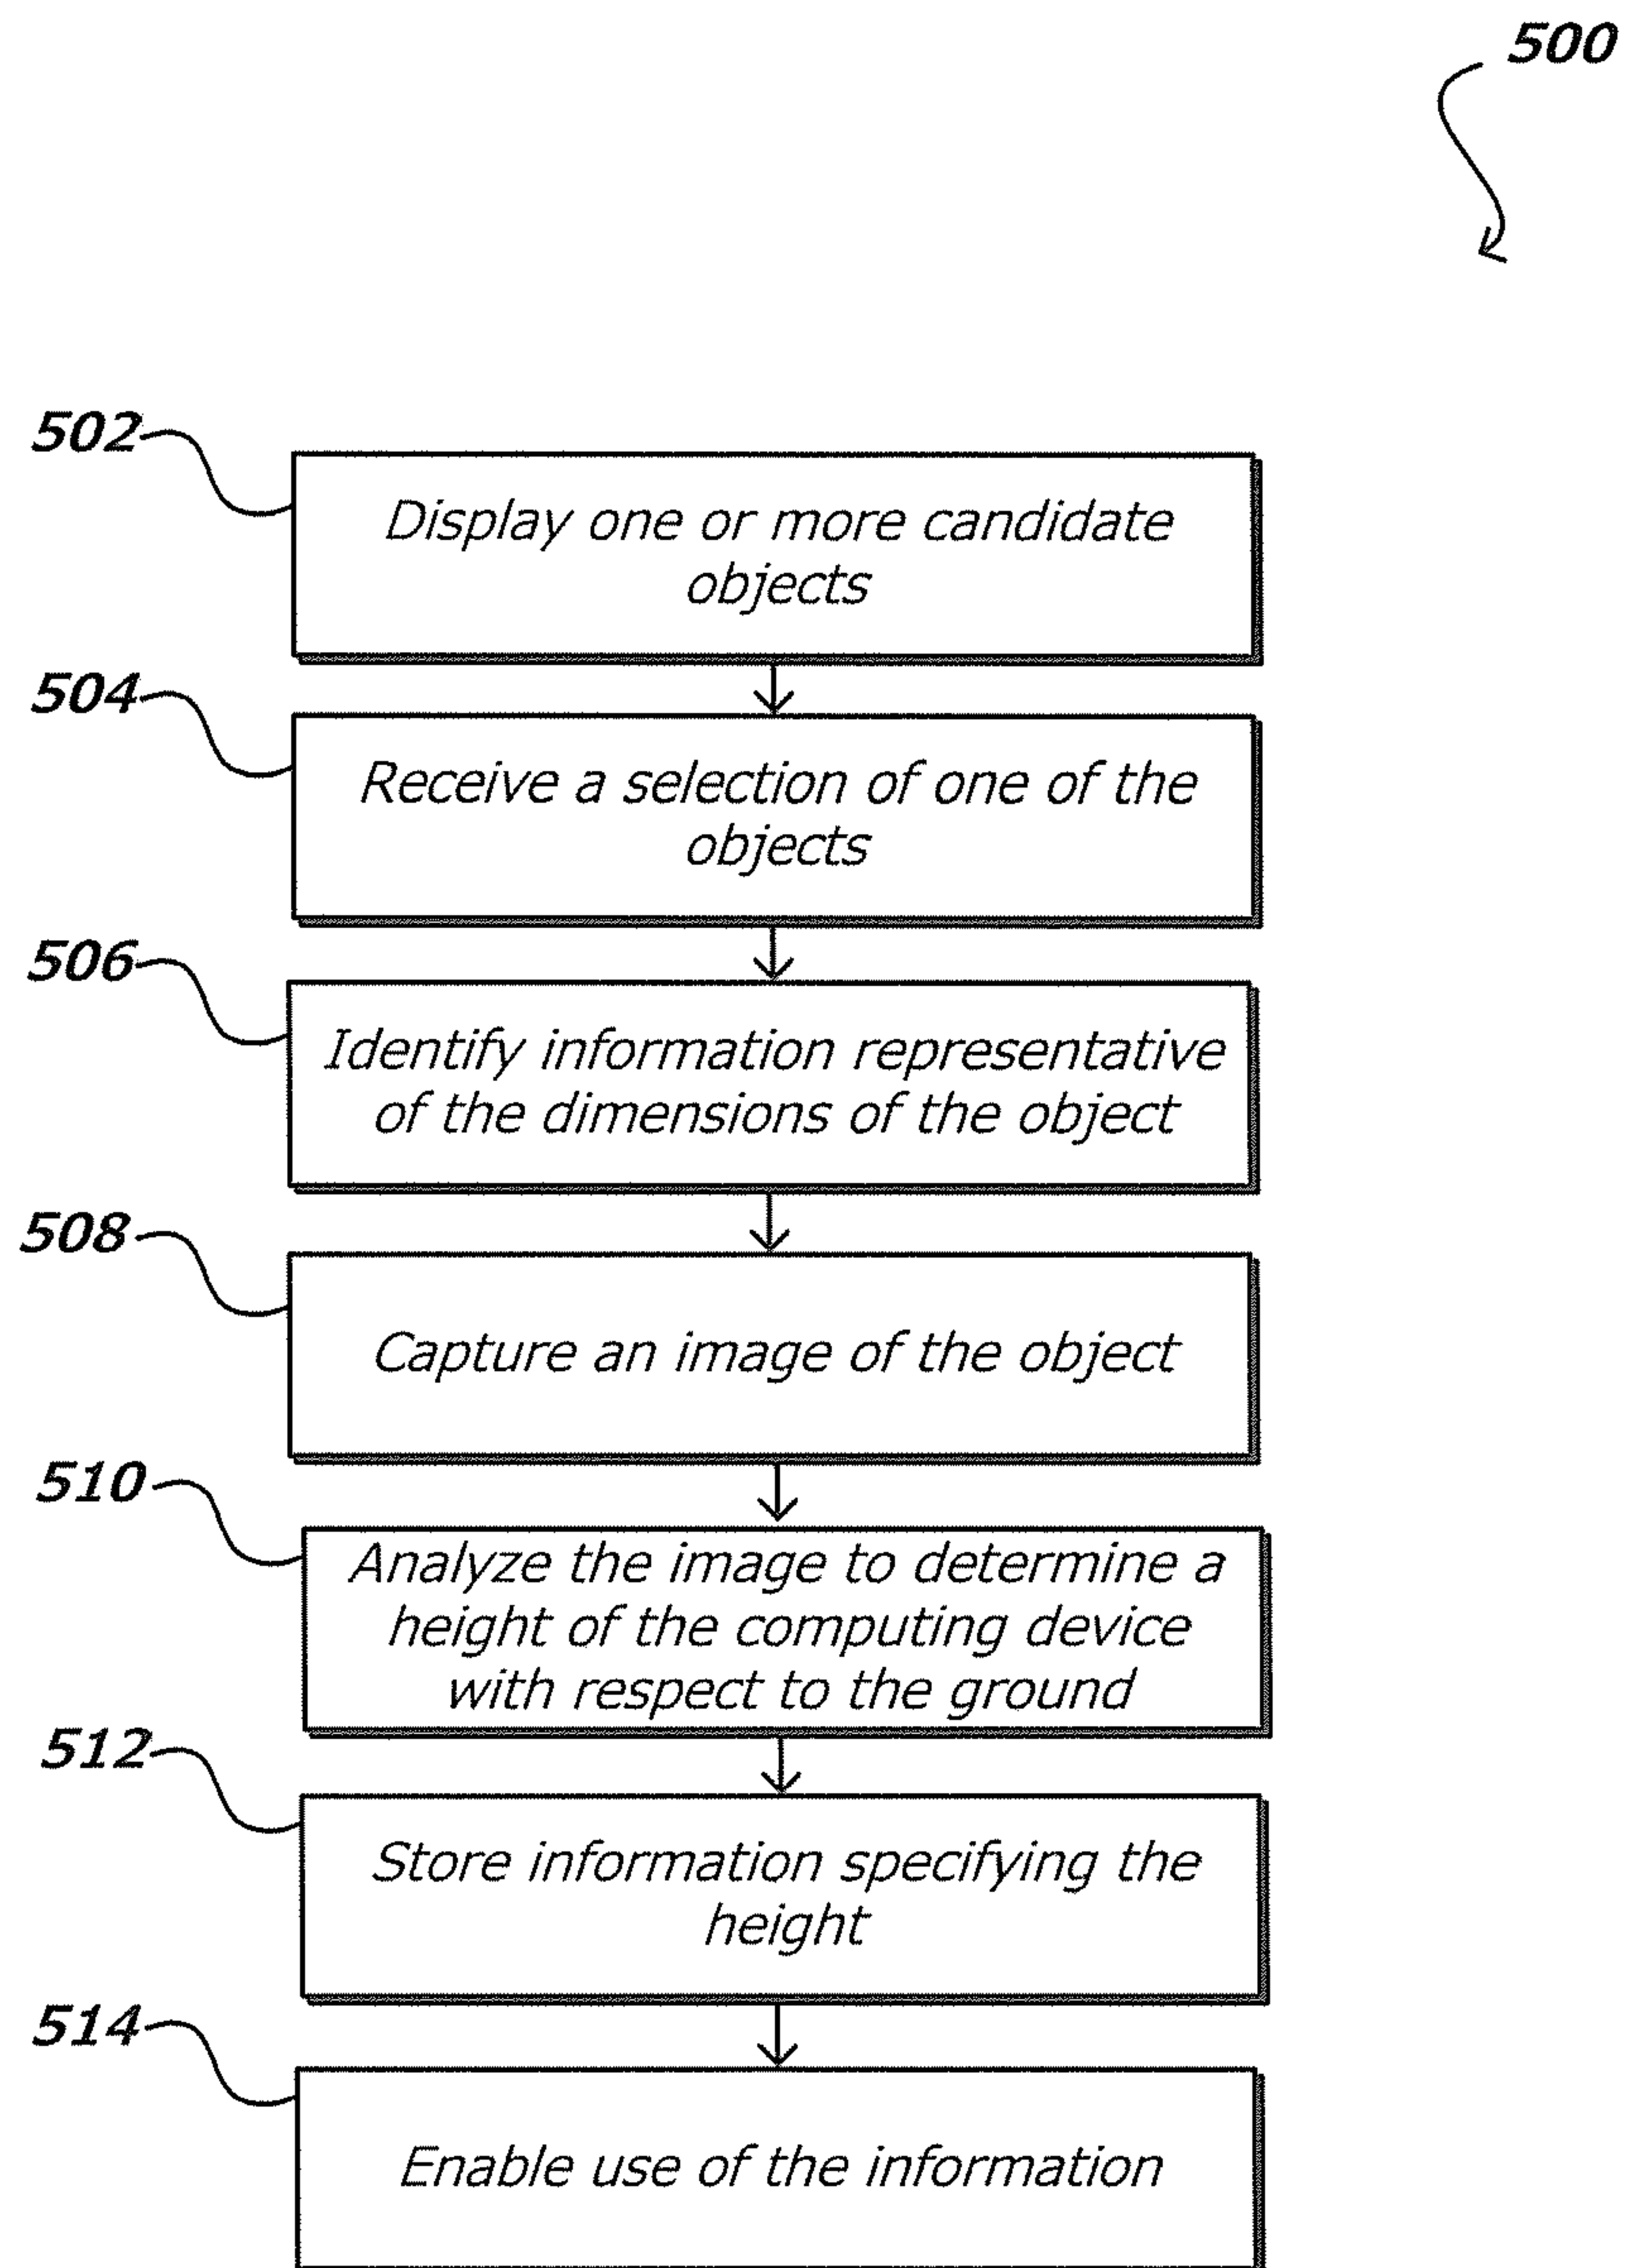 500
502
Display one or more candidate
objects
504
Receive a selection of one of the
objects
506
Identify information representative
of the dimensions of the object
508
Capture an image of the object
510
Analyze the image to determine a
height of the computing device
with respect to the ground
512
Store information specifying the
height
514
Enable use of the information